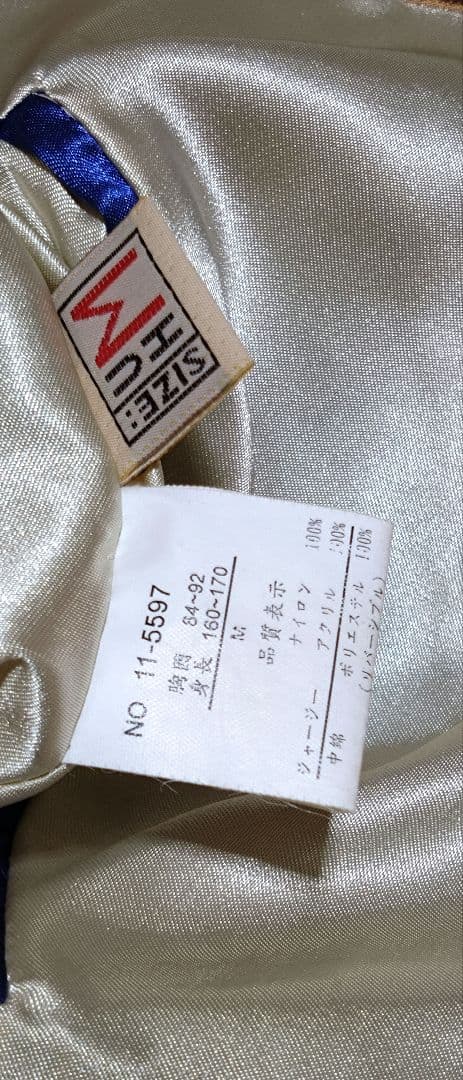 SIZE:
M
NO 11-5597
胸囲 84~92
身長 160~170
M
品質表示
ナイロン 100%
ジャージー アクリル 100%
中綿 ポリエステル 100%
(リバーシブル)